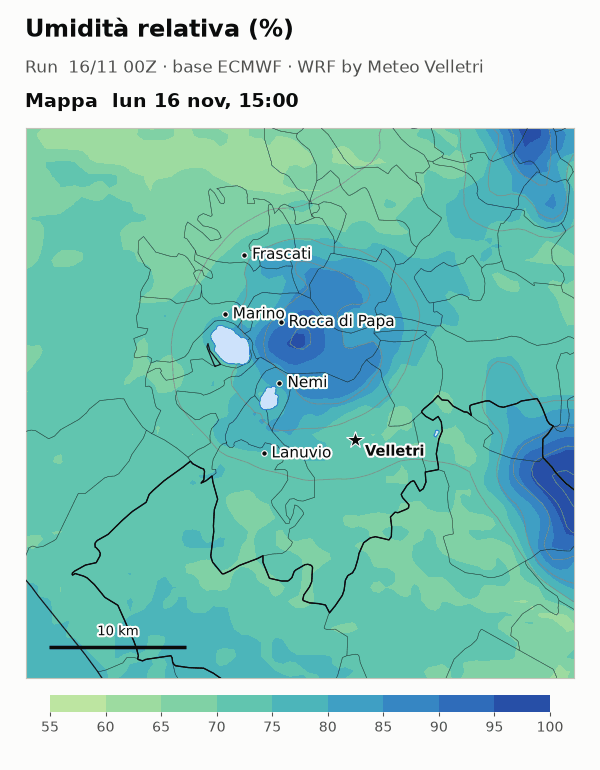 Umidità relativa (%)
Run  16/11 00Z · base ECMWF · WRF by Meteo Velletri
Mappa  lun 16 nov, 15:00
Frascati
Marino
Rocca di Papa
Nemi
Velletri
Lanuvio
10 km
55 60 65 70 75 80 85 90 95 100